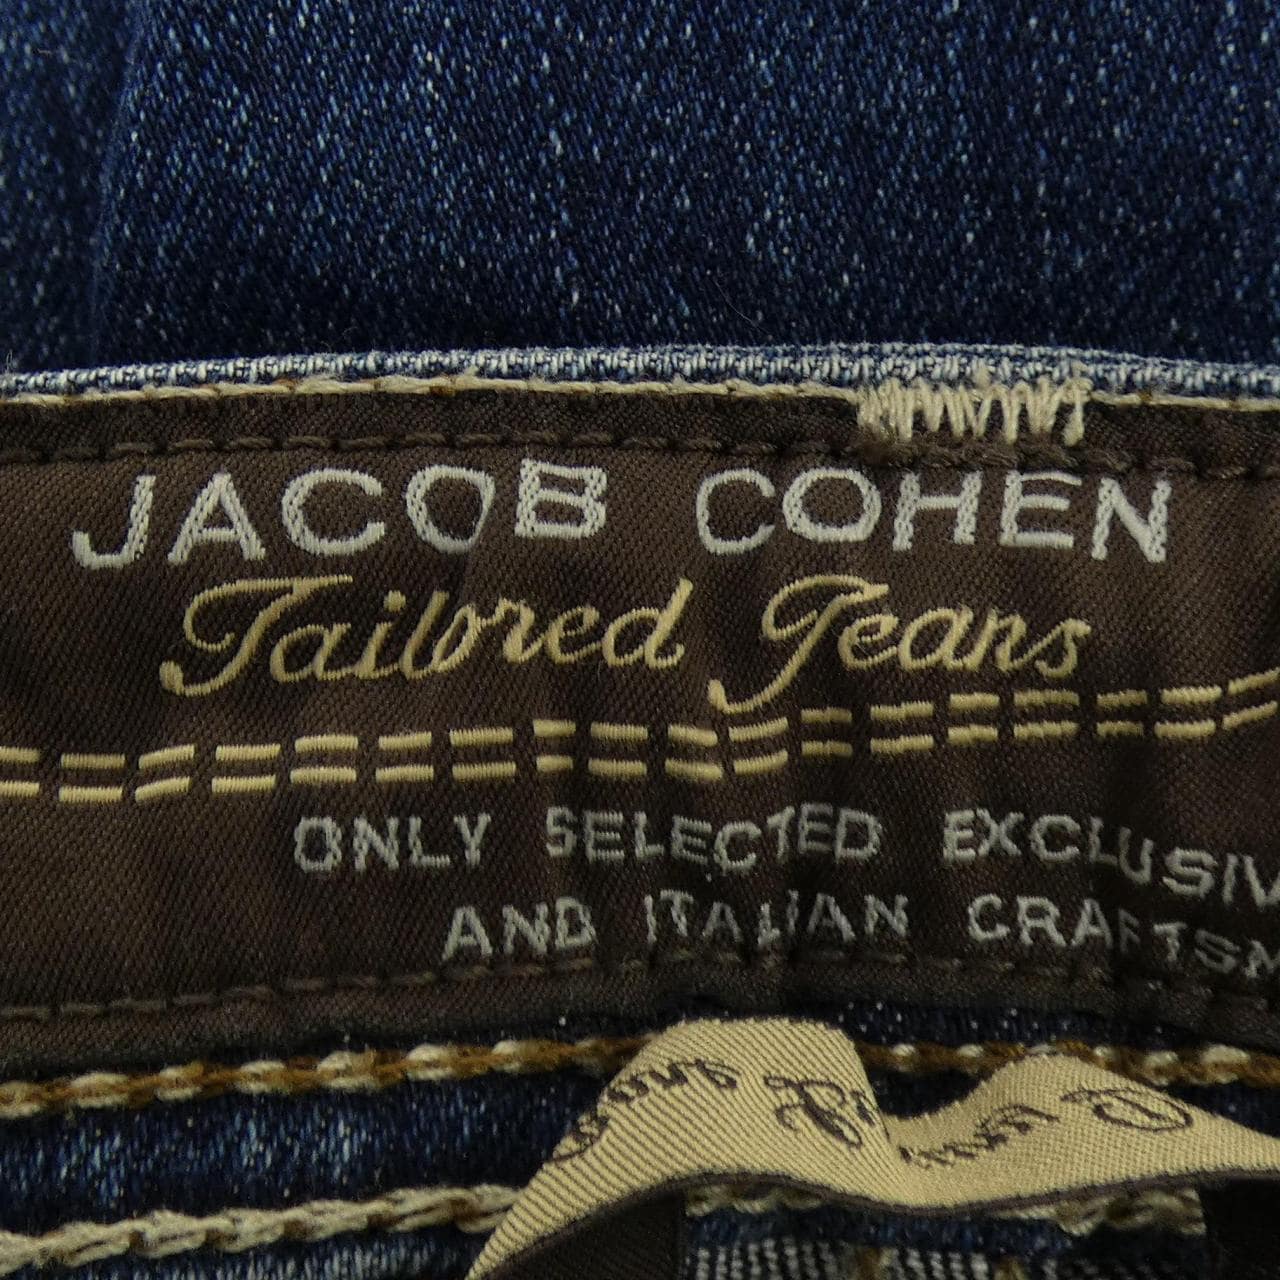 JACOB COHEN
Tailored Jeans
ONLY SELECTED EXCLUSIV
AND ITALIAN CRAFTSM